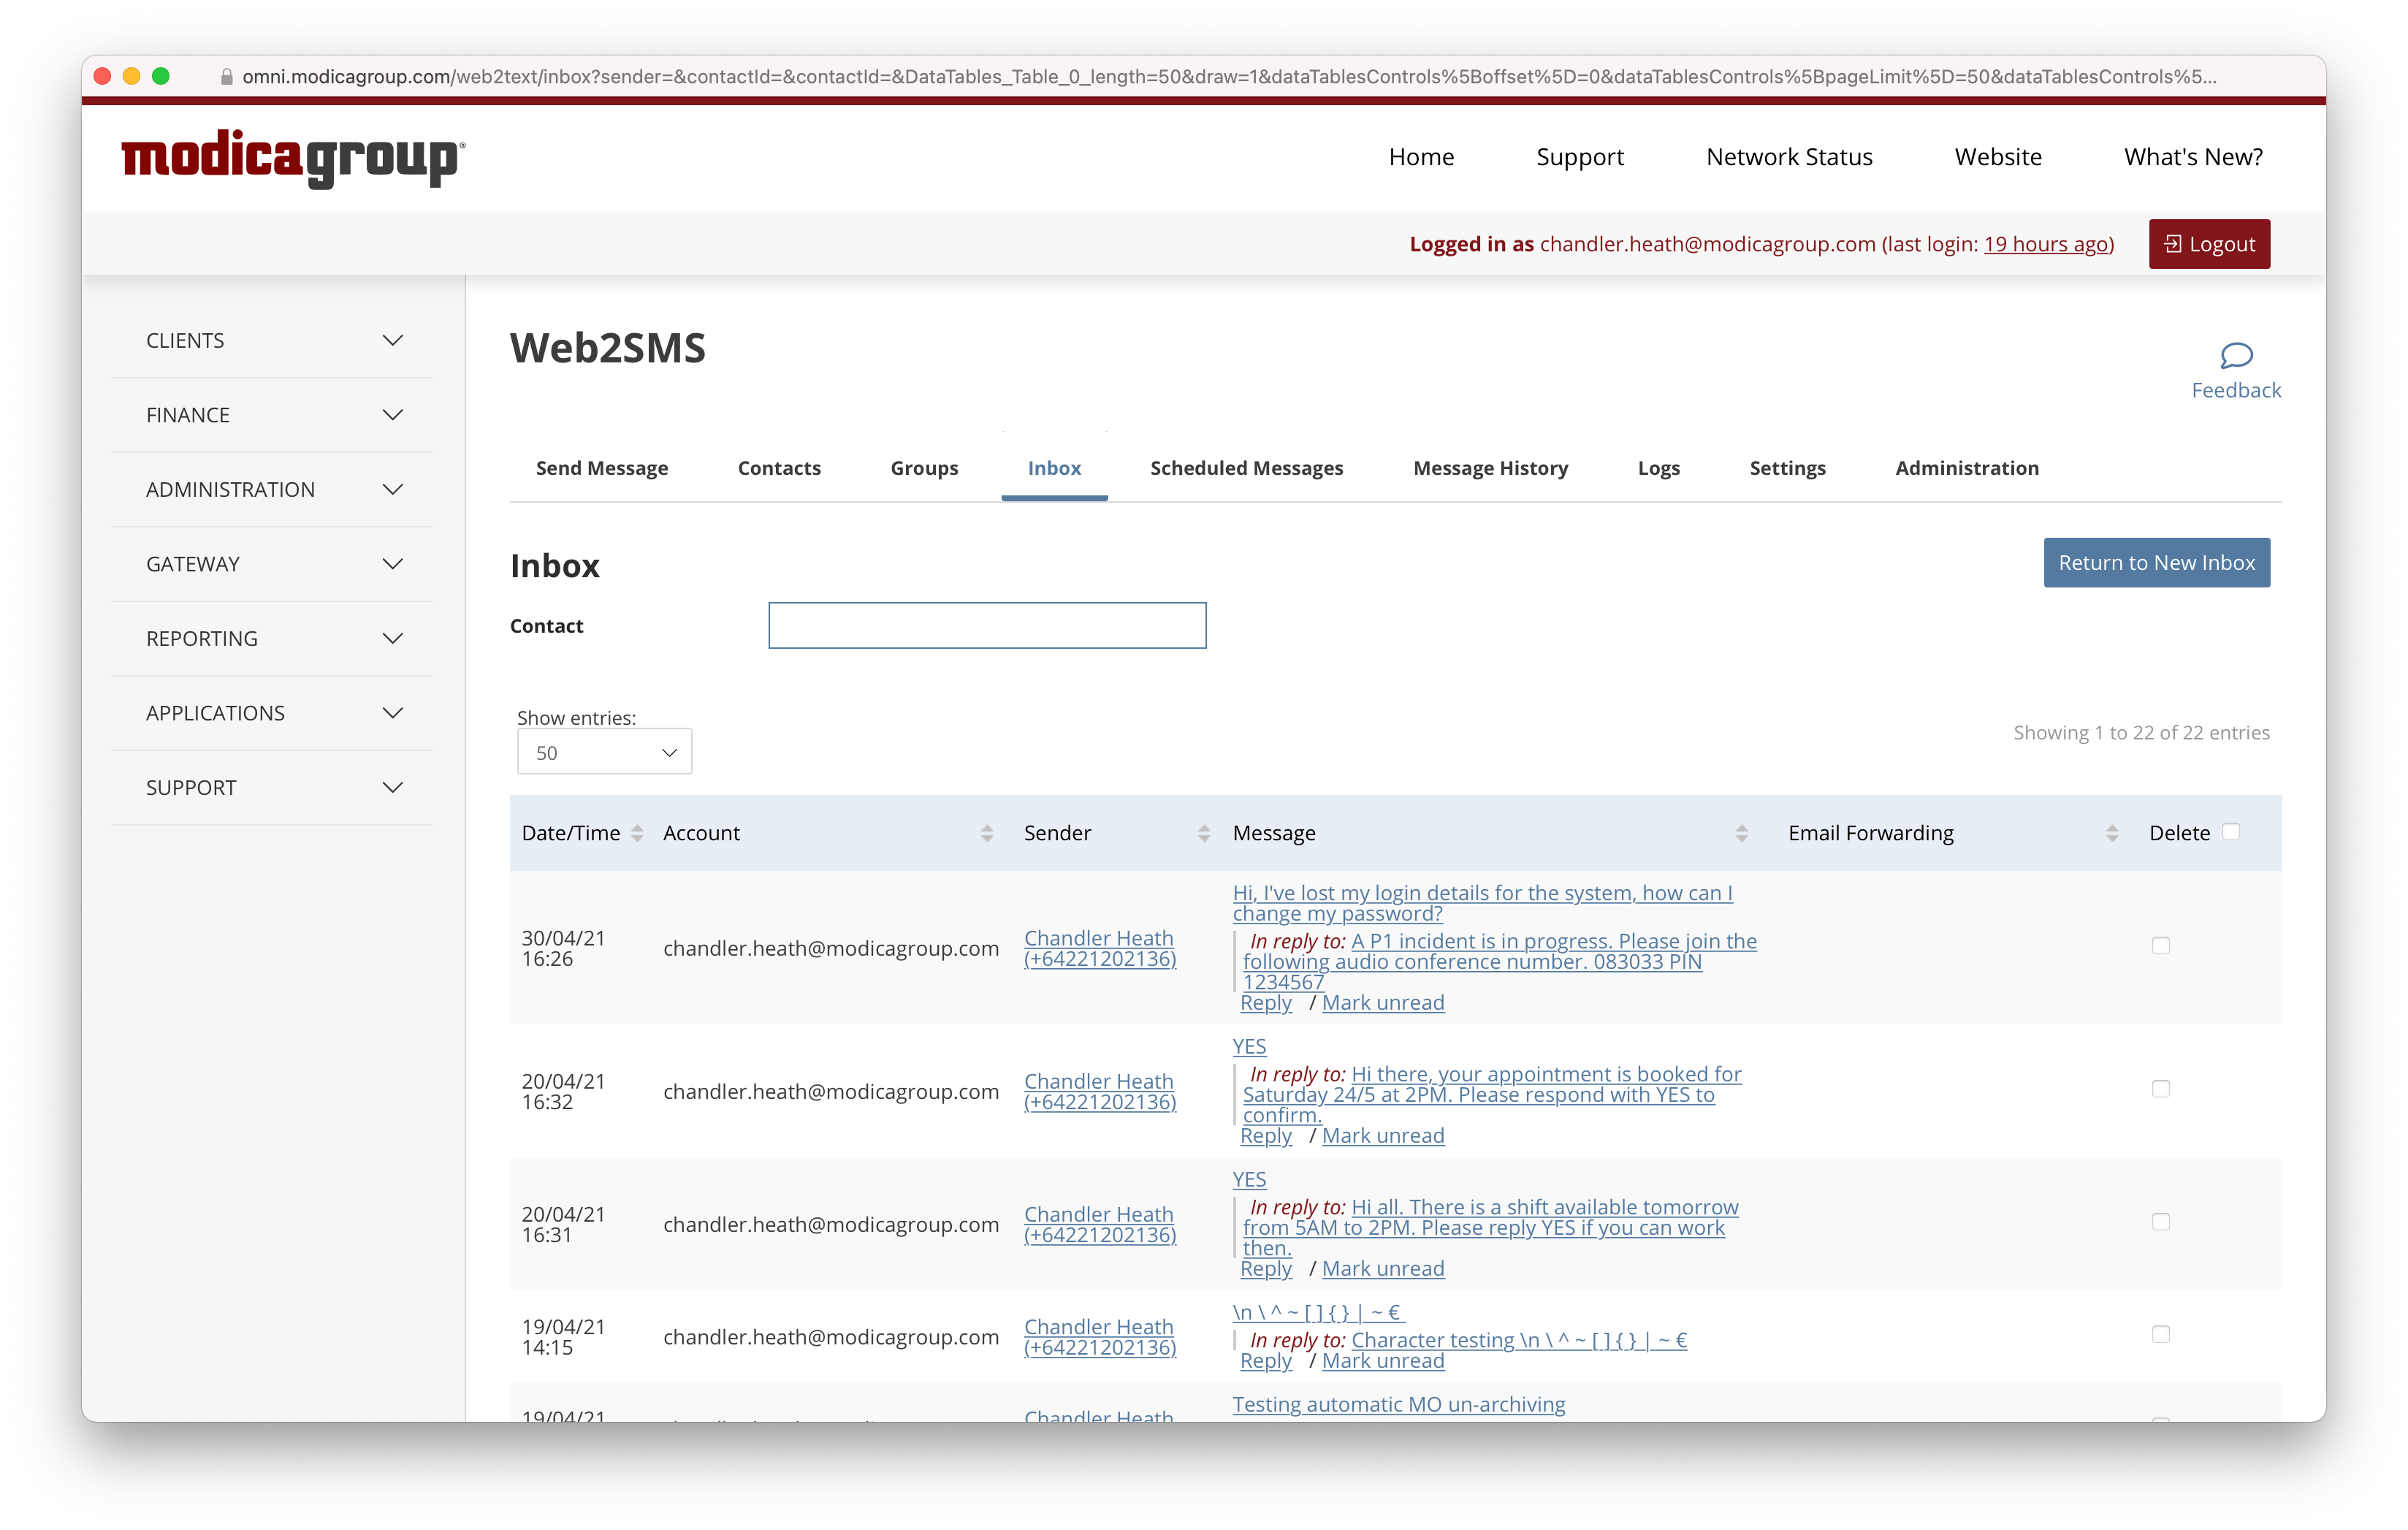 omni.modicagroup.com/web2text/inbox?sender=&contactId=&contactId=&DataTables_Table_0_length=50&draw=1&dataTablesControls%5Boffset%5D=0&dataTablesControls%5BpageLimit%5D=50&dataTablesControls%5...
modicagroup®
Home Support Network Status Website What's New?
Logged in as chandler.heath@modicagroup.com (last login: 19 hours ago) Logout
CLIENTS
FINANCE
ADMINISTRATION
GATEWAY
REPORTING
APPLICATIONS
SUPPORT
Web2SMS
Feedback
Send Message Contacts Groups Inbox Scheduled Messages Message History Logs Settings Administration
Inbox
Return to New Inbox
Contact
Show entries:
50
Showing 1 to 22 of 22 entries
Date/Time Account Sender Message Email Forwarding Delete
30/04/21
16:26
chandler.heath@modicagroup.com
Chandler Heath
(+64221202136)
Hi, I've lost my login details for the system, how can I
change my password?
In reply to: A P1 incident is in progress. Please join the
following audio conference number. 083033 PIN
1234567
Reply / Mark unread
20/04/21
16:32
chandler.heath@modicagroup.com
Chandler Heath
(+64221202136)
YES
In reply to: Hi there, your appointment is booked for
Saturday 24/5 at 2PM. Please respond with YES to
confirm.
Reply / Mark unread
20/04/21
16:31
chandler.heath@modicagroup.com
Chandler Heath
(+64221202136)
YES
In reply to: Hi all. There is a shift available tomorrow
from 5AM to 2PM. Please reply YES if you can work
then.
Reply / Mark unread
19/04/21
14:15
chandler.heath@modicagroup.com
Chandler Heath
(+64221202136)
\n \ ^ ~ [ ] { } | ~ €
In reply to: Character testing \n \ ^ ~ [ ] { } | ~ €
Reply / Mark unread
19/04/21
Chandler Heath
Testing automatic MO un-archiving